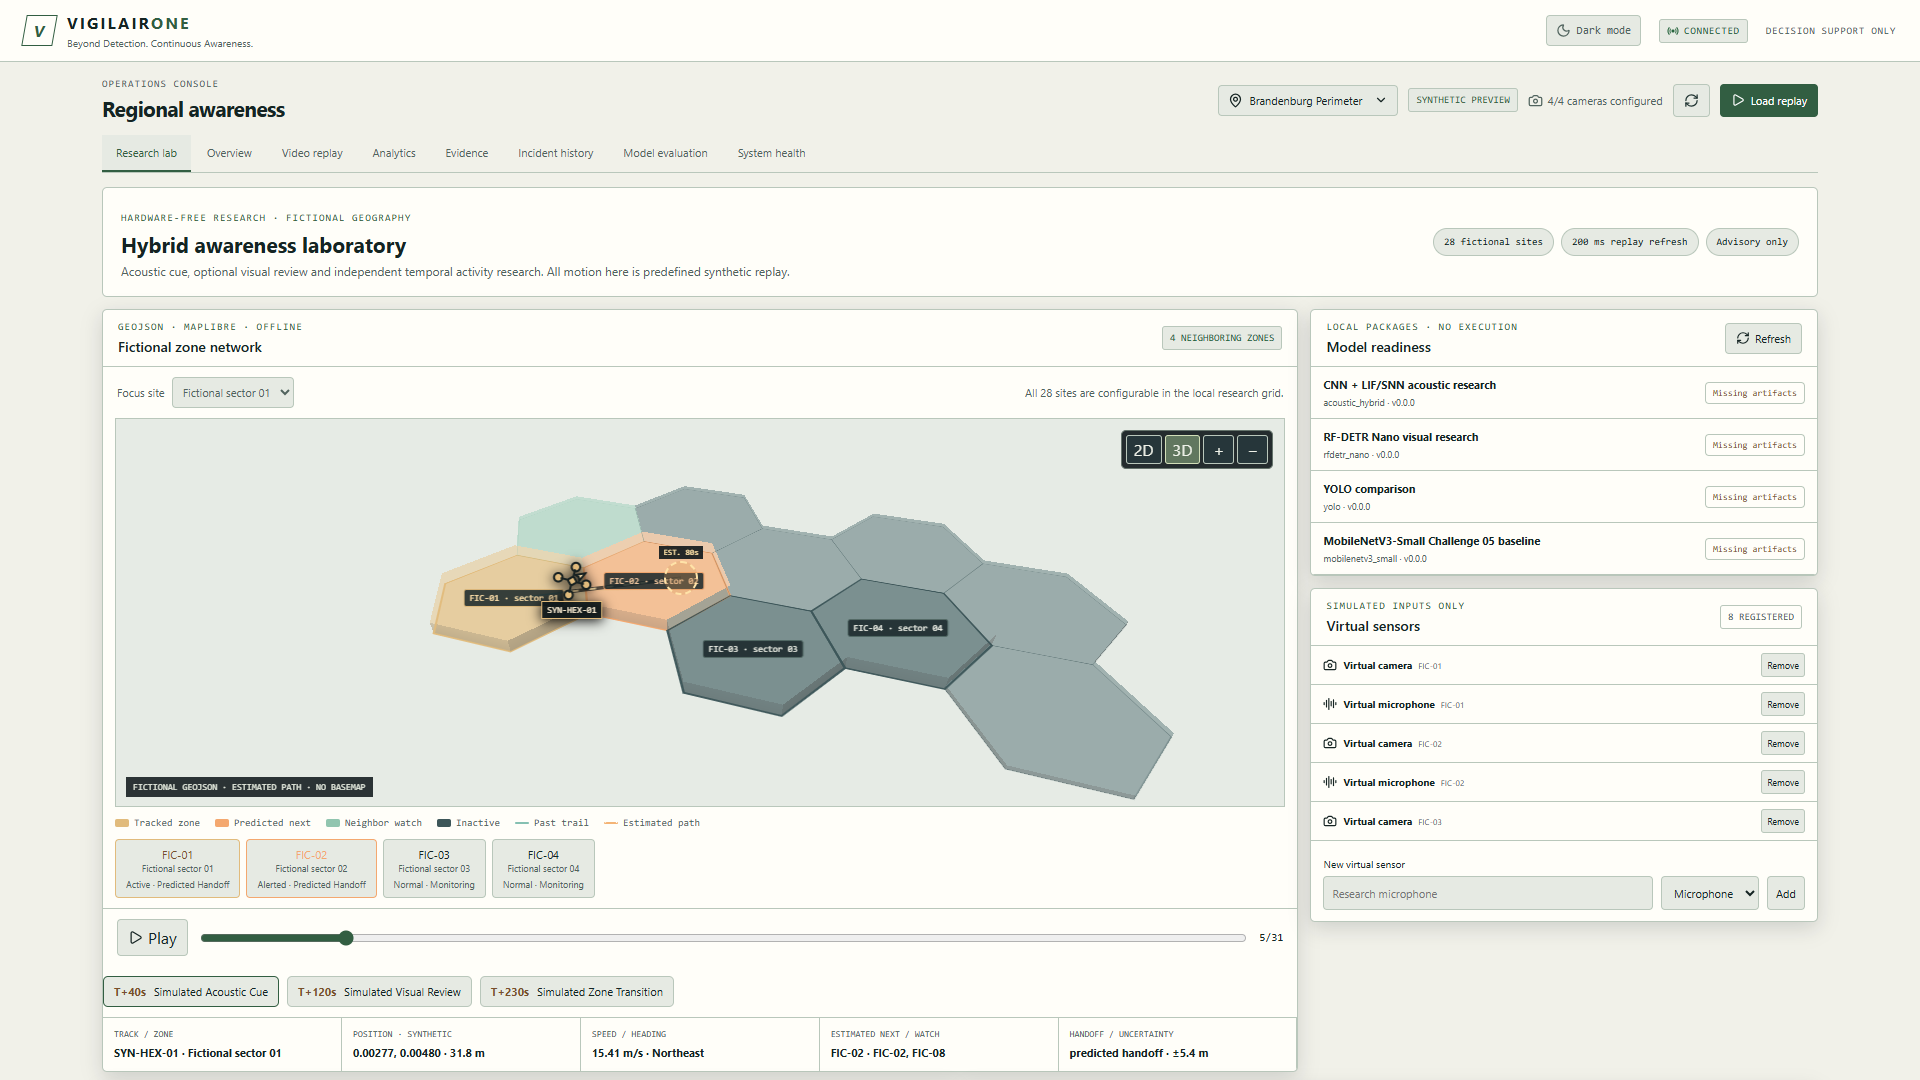 V
VIGILAIRONE
Beyond Detection. Continuous Awareness.
Dark mode
CONNECTED
DECISION SUPPORT ONLY
OPERATIONS CONSOLE
Regional awareness
Brandenburg Perimeter
SYNTHETIC PREVIEW
4/4 cameras configured
Load replay
Research lab
Overview
Video replay
Analytics
Evidence
Incident history
Model evaluation
System health
HARDWARE-FREE RESEARCH · FICTIONAL GEOGRAPHY
Hybrid awareness laboratory
Acoustic cue, optional visual review and independent temporal activity research. All motion here is predefined synthetic replay.
28 fictional sites
200 ms replay refresh
Advisory only
GEOJSON · MAPLIBRE · OFFLINE
Fictional zone network
4 NEIGHBORING ZONES
Focus site
Fictional sector 01
All 28 sites are configurable in the local research grid.
2D
3D
+
−
EST. 80s
FIC-02 · sector 02
FIC-01 · sector 01
SYN-HEX-01
FIC-04 · sector 04
FIC-03 · sector 03
FICTIONAL GEOJSON · ESTIMATED PATH · NO BASEMAP
Tracked zone
Predicted next
Neighbor watch
Inactive
Past trail
Estimated path
FIC-01
Fictional sector 01
Active · Predicted Handoff
FIC-02
Fictional sector 02
Alerted · Predicted Handoff
FIC-03
Fictional sector 03
Normal · Monitoring
FIC-04
Fictional sector 04
Normal · Monitoring
Play
5/31
T+40s Simulated Acoustic Cue
T+120s Simulated Visual Review
T+230s Simulated Zone Transition
TRACK / ZONE
SYN-HEX-01 · Fictional sector 01
POSITION · SYNTHETIC
0.00277, 0.00480 · 31.8 m
SPEED / HEADING
15.41 m/s · Northeast
ESTIMATED NEXT / WATCH
FIC-02 · FIC-02, FIC-08
HANDOFF / UNCERTAINTY
predicted handoff · ±5.4 m
LOCAL PACKAGES · NO EXECUTION
Model readiness
Refresh
CNN + LIF/SNN acoustic research
acoustic_hybrid · v0.0.0
Missing artifacts
RF-DETR Nano visual research
rfdetr_nano · v0.0.0
Missing artifacts
YOLO comparison
yolo · v0.0.0
Missing artifacts
MobileNetV3-Small Challenge 05 baseline
mobilenetv3_small · v0.0.0
Missing artifacts
SIMULATED INPUTS ONLY
Virtual sensors
8 REGISTERED
Virtual camera FIC-01
Remove
Virtual microphone FIC-01
Remove
Virtual camera FIC-02
Remove
Virtual microphone FIC-02
Remove
Virtual camera FIC-03
Remove
New virtual sensor
Research microphone
Microphone
Add